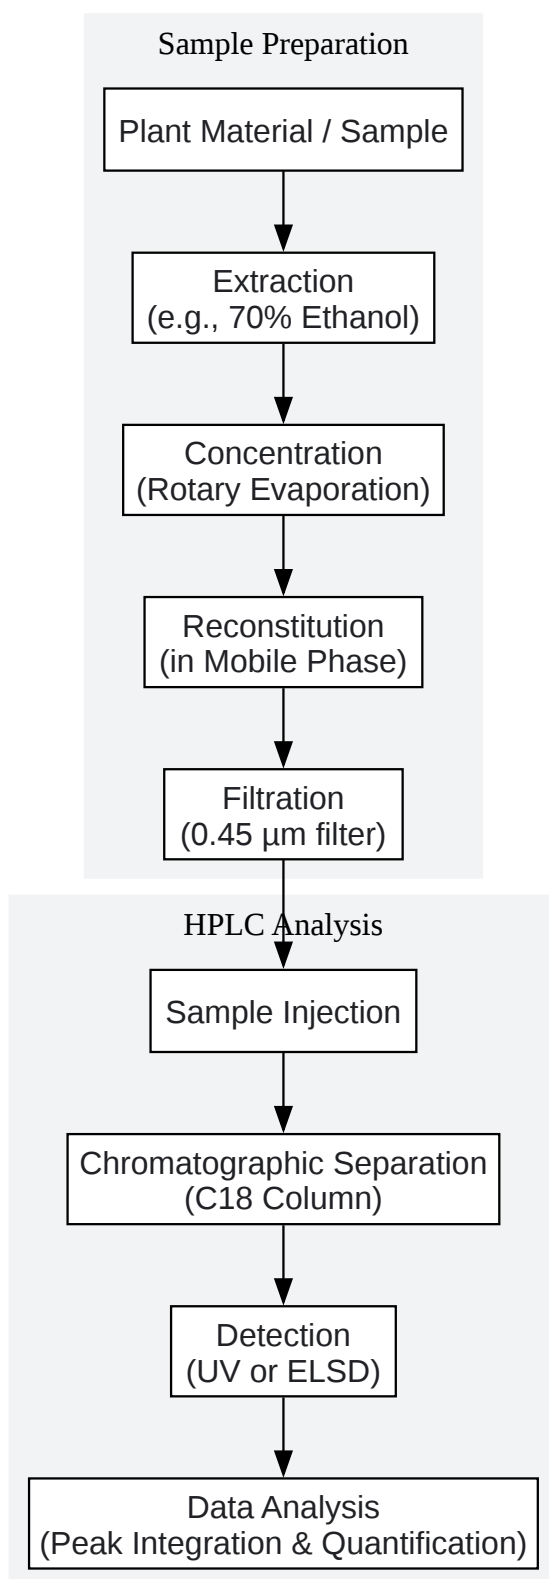 Sample Preparation
Plant Material / Sample
Extraction
(e.g., 70% Ethanol)
Concentration
(Rotary Evaporation)
Reconstitution
(in Mobile Phase)
Filtration
(0.45 µm filter)
HPLC Analysis
Sample Injection
Chromatographic Separation
(C18 Column)
Detection
(UV or ELSD)
Data Analysis
(Peak Integration & Quantification)